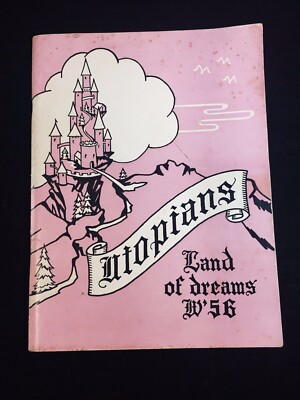 Utopians
Land
of dreams
W'56